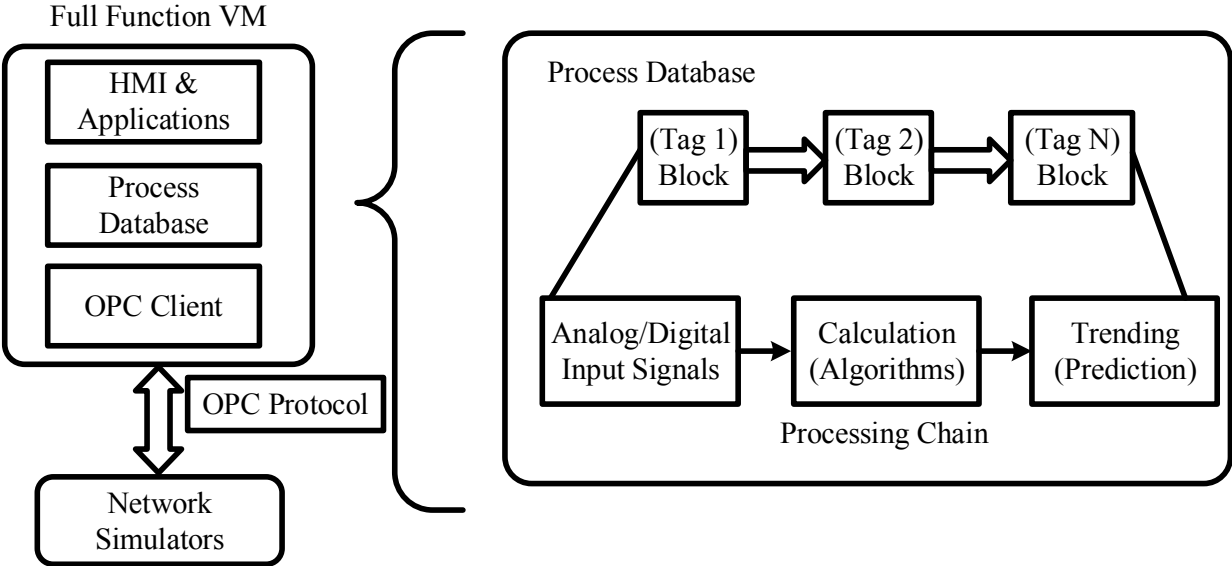 Full Function VM
HMI &
Applications
Process
Database
OPC Client
OPC Protocol
Network
Simulators
Process Database
(Tag 1)
Block
(Tag 2)
Block
(Tag N)
Block
Analog/Digital
Input Signals
Calculation
(Algorithms)
Trending
(Prediction)
Processing Chain